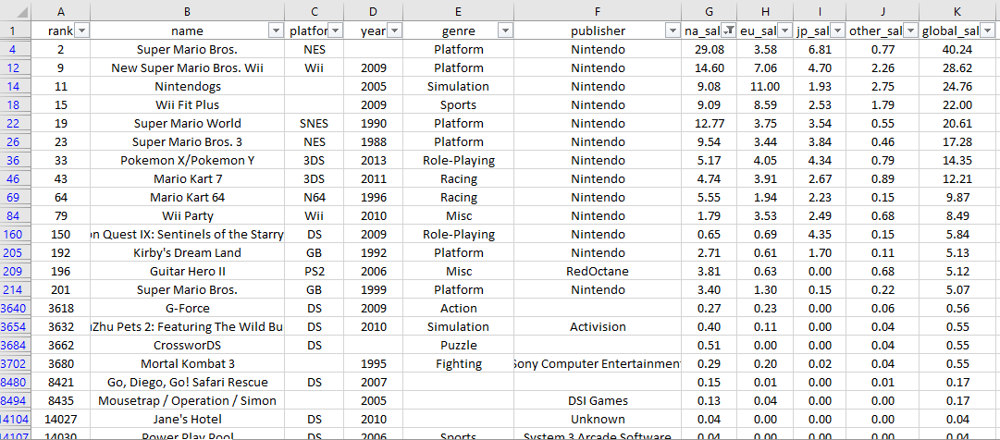 A B C D E F G H I J K
1 rank name platfor year genre publisher na_sal eu_sal jp_sal other_sal global_sal
4 2 Super Mario Bros. NES Platform Nintendo 29.08 3.58 6.81 0.77 40.24
12 9 New Super Mario Bros. Wii Wii 2009 Platform Nintendo 14.60 7.06 4.70 2.26 28.62
14 11 Nintendogs 2005 Simulation Nintendo 9.08 11.00 1.93 2.75 24.76
18 15 Wii Fit Plus 2009 Sports Nintendo 9.09 8.59 2.53 1.79 22.00
22 19 Super Mario World SNES 1990 Platform Nintendo 12.77 3.75 3.54 0.55 20.61
26 23 Super Mario Bros. 3 NES 1988 Platform Nintendo 9.54 3.44 3.84 0.46 17.28
36 33 Pokemon X/Pokemon Y 3DS 2013 Role-Playing Nintendo 5.17 4.05 4.34 0.79 14.35
46 43 Mario Kart 7 3DS 2011 Racing Nintendo 4.74 3.91 2.67 0.89 12.21
69 64 Mario Kart 64 N64 1996 Racing Nintendo 5.55 1.94 2.23 0.15 9.87
84 79 Wii Party Wii 2010 Misc Nintendo 1.79 3.53 2.49 0.68 8.49
160 150 on Quest IX: Sentinels of the Starry DS 2009 Role-Playing Nintendo 0.65 0.69 4.35 0.15 5.84
205 192 Kirby's Dream Land GB 1992 Platform Nintendo 2.71 0.61 1.70 0.11 5.13
209 196 Guitar Hero II PS2 2006 Misc RedOctane 3.81 0.63 0.00 0.68 5.12
214 201 Super Mario Bros. GB 1999 Platform Nintendo 3.40 1.30 0.15 0.22 5.07
3640 3618 G-Force DS 2009 Action 0.27 0.23 0.00 0.06 0.56
3654 3632 uZhu Pets 2: Featuring The Wild Bu DS 2010 Simulation Activision 0.40 0.11 0.00 0.04 0.55
3684 3662 CrossworDS DS Puzzle 0.51 0.00 0.00 0.04 0.55
3702 3680 Mortal Kombat 3 1995 Fighting Sony Computer Entertainment 0.29 0.20 0.02 0.04 0.55
8480 8421 Go, Diego, Go! Safari Rescue DS 2007 0.15 0.01 0.00 0.01 0.17
8494 8435 Mousetrap / Operation / Simon 2005 DSI Games 0.13 0.04 0.00 0.00 0.17
14104 14027 Jane's Hotel DS 2010 Unknown 0.04 0.00 0.00 0.00 0.04
14107 14030 Power Play Pool DS 2006 Sports System 3 Arcade Software 0.04 0.00 0.00 0.00 0.04